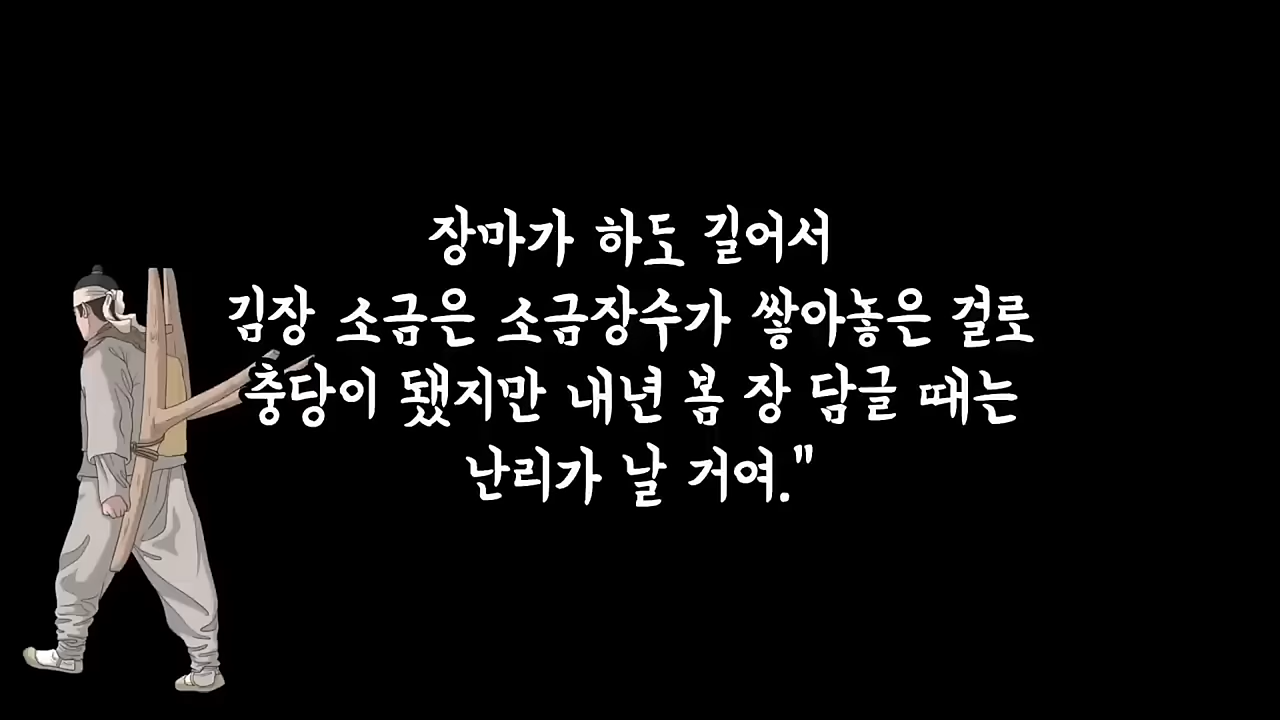 장마가 하도 길어서
김장 소금은 소금장수가 쌓아놓은 걸로
충당이 됐지만 내년 봄 장 담글 때는
난리가 날 거여."